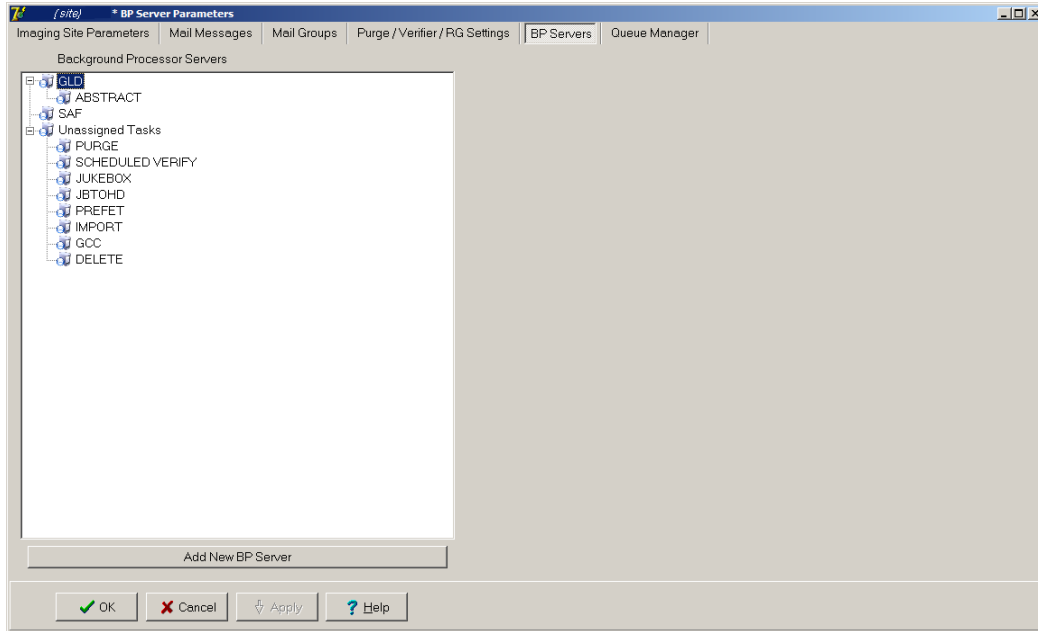 (site) * BP Server Parameters
Imaging Site Parameters Mail Messages Mail Groups Purge / Verifier / RG Settings BP Servers Queue Manager
Background Processor Servers
GLD
ABSTRACT
SAF
Unassigned Tasks
PURGE
SCHEDULED VERIFY
JUKEBOX
JBTOHD
PREFET
IMPORT
GCC
DELETE
Add New BP Server
OK Cancel Apply Help